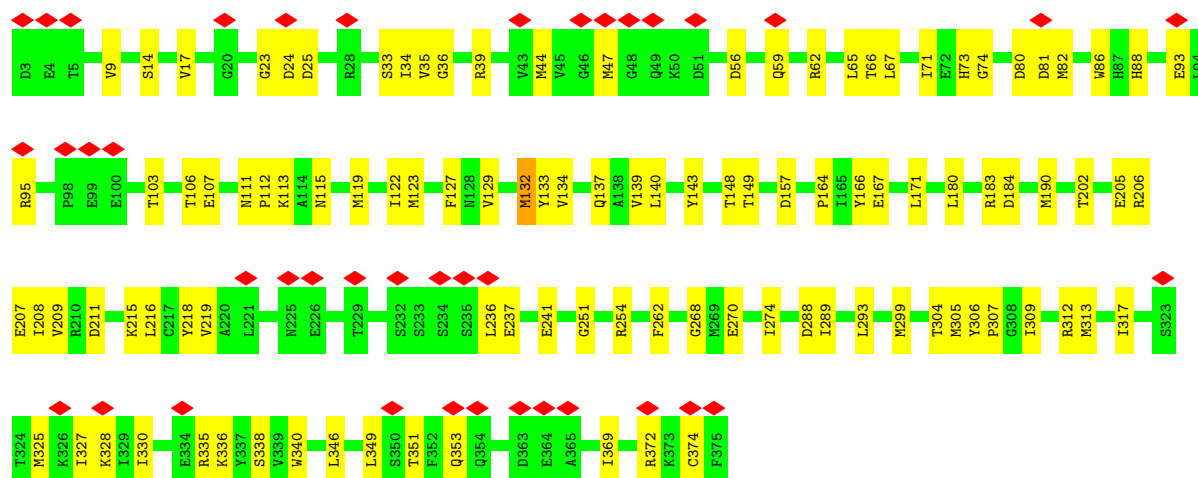 D3 E4 T5 V9 S14 V17 G20 G23 D24 D25 R28 S33 I34 V35 G36 R39 V43 M44 V45 G46 M47 G48 Q49 K50 D51 D56 Q59 R62 L65 T66 L67 I71 E72 H73 G74 D80 D81 M82 W86 H87 H88 E93 L94
R95 P98 E99 E100 T103 T106 E107 N111 P112 K113 A114 N115 M119 I122 M123 F127 N128 V129 M132 Y133 V134 Q137 A138 V139 L140 Y143 T148 T149 D157 P164 I165 Y166 E167 L171 L180 R183 D184 M190 T202 E205 R206
E207 I208 V209 R210 D211 K215 L216 C217 Y218 V219 A220 L221 N225 E226 T229 S232 S233 S234 S235 L236 E237 E241 G251 R254 F262 G268 M269 E270 I274 D288 I289 L293 M299 T304 M305 Y306 P307 G308 I309 R312 M313 I317 S323
T324 M325 K326 I327 K328 I329 I330 E334 R335 K336 Y337 S338 V339 W340 L346 L349 S350 T351 F352 Q353 Q354 D363 E364 A365 I369 R372 K373 C374 F375